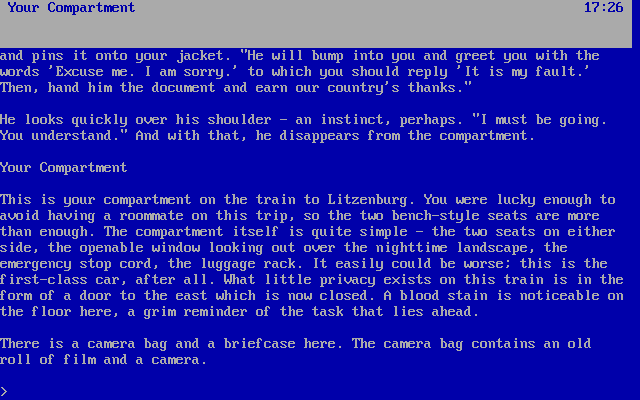 Your Compartment 17:26
and pins it onto your jacket. "He will bump into you and greet you with the
words 'Excuse me. I am sorry.' to which you should reply 'It is my fault.'
Then, hand him the document and earn our country's thanks."
He looks quickly over his shoulder - an instinct, perhaps. "I must be going.
You understand." And with that, he disappears from the compartment.
Your Compartment
This is your compartment on the train to Litzenburg. You were lucky enough to
avoid having a roommate on this trip, so the two bench-style seats are more
than enough. The compartment itself is quite simple - the two seats on either
side, the openable window looking out over the nighttime landscape, the
emergency stop cord, the luggage rack. It easily could be worse; this is the
first-class car, after all. What little privacy exists on this train is in the
form of a door to the east which is now closed. A blood stain is noticeable on
the floor here, a grim reminder of the task that lies ahead.
There is a camera bag and a briefcase here. The camera bag contains an old
roll of film and a camera.
>